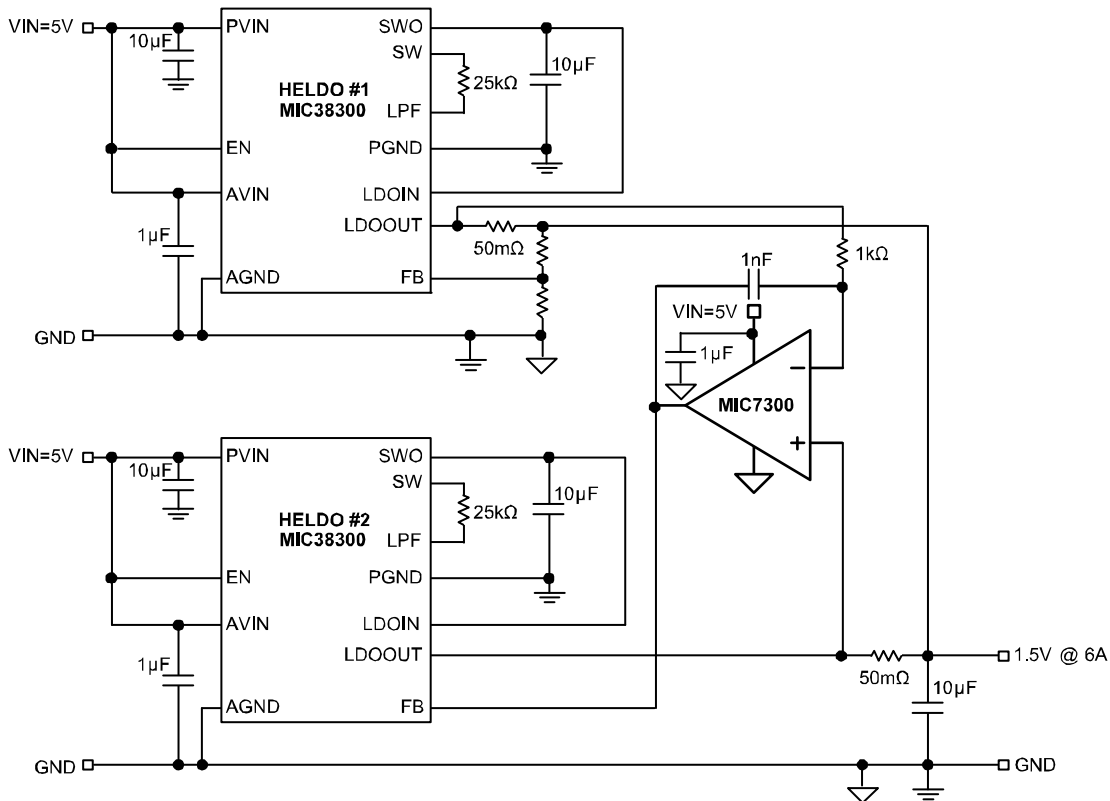 VIN=5V
10µF
PVIN
SWO
SW
25kΩ
10µF
HELDO #1
MIC38300
LPF
EN
PGND
AVIN
LDOIN
1µF
LDOOUT
50mΩ
1kΩ
AGND
FB
1nF
VIN=5V
GND
1µF
MIC7300
−
+
VIN=5V
10µF
PVIN
SWO
SW
25kΩ
10µF
HELDO #2
MIC38300
LPF
EN
PGND
AVIN
LDOIN
1µF
LDOOUT
50mΩ
1.5V @ 6A
10µF
AGND
FB
GND
GND